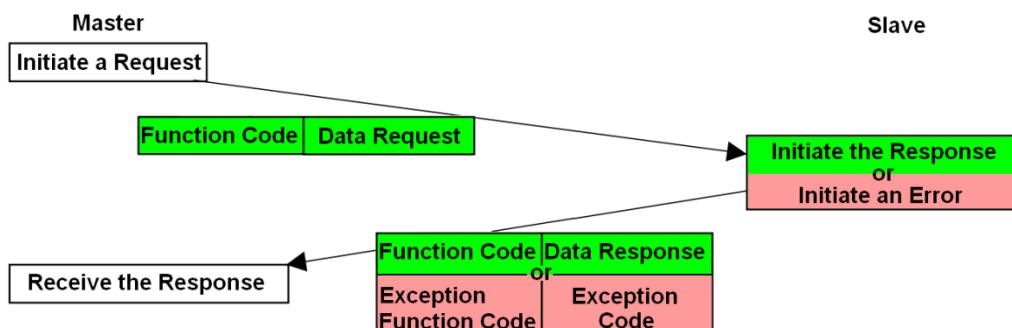 Master
Slave
Initiate a Request
Function Code Data Request
Initiate the Response
or
Initiate an Error
Function Code Data Response
or
Receive the Response
Exception Exception
Function Code Code